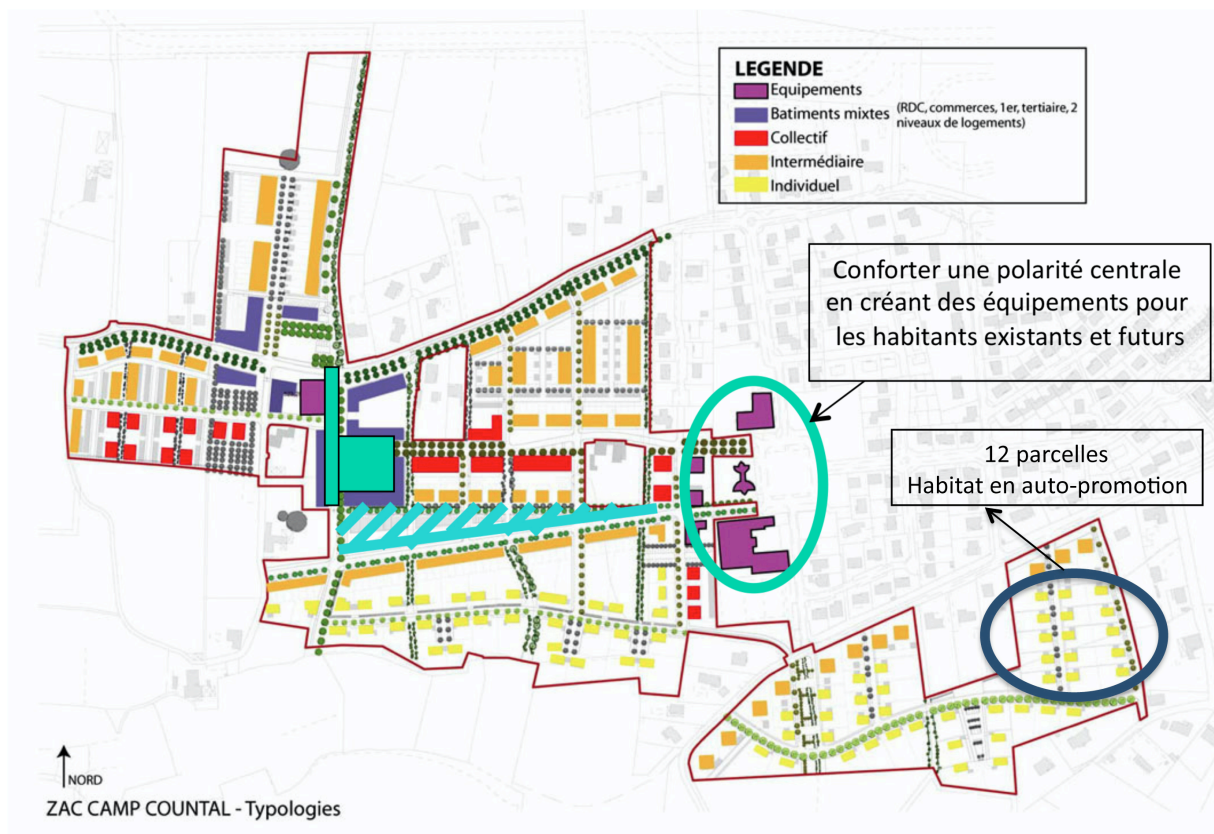 LEGENDE
Equipements
Batiments mixtes (RDC, commerces, 1er, tertiaire, 2
niveaux de logements)
Collectif
Intermédiaire
Individuel
Conforter une polarité centrale
en créant des équipements pour
les habitants existants et futurs
12 parcelles
Habitat en auto-promotion
NORD
ZAC CAMP COUNTAL - Typologies